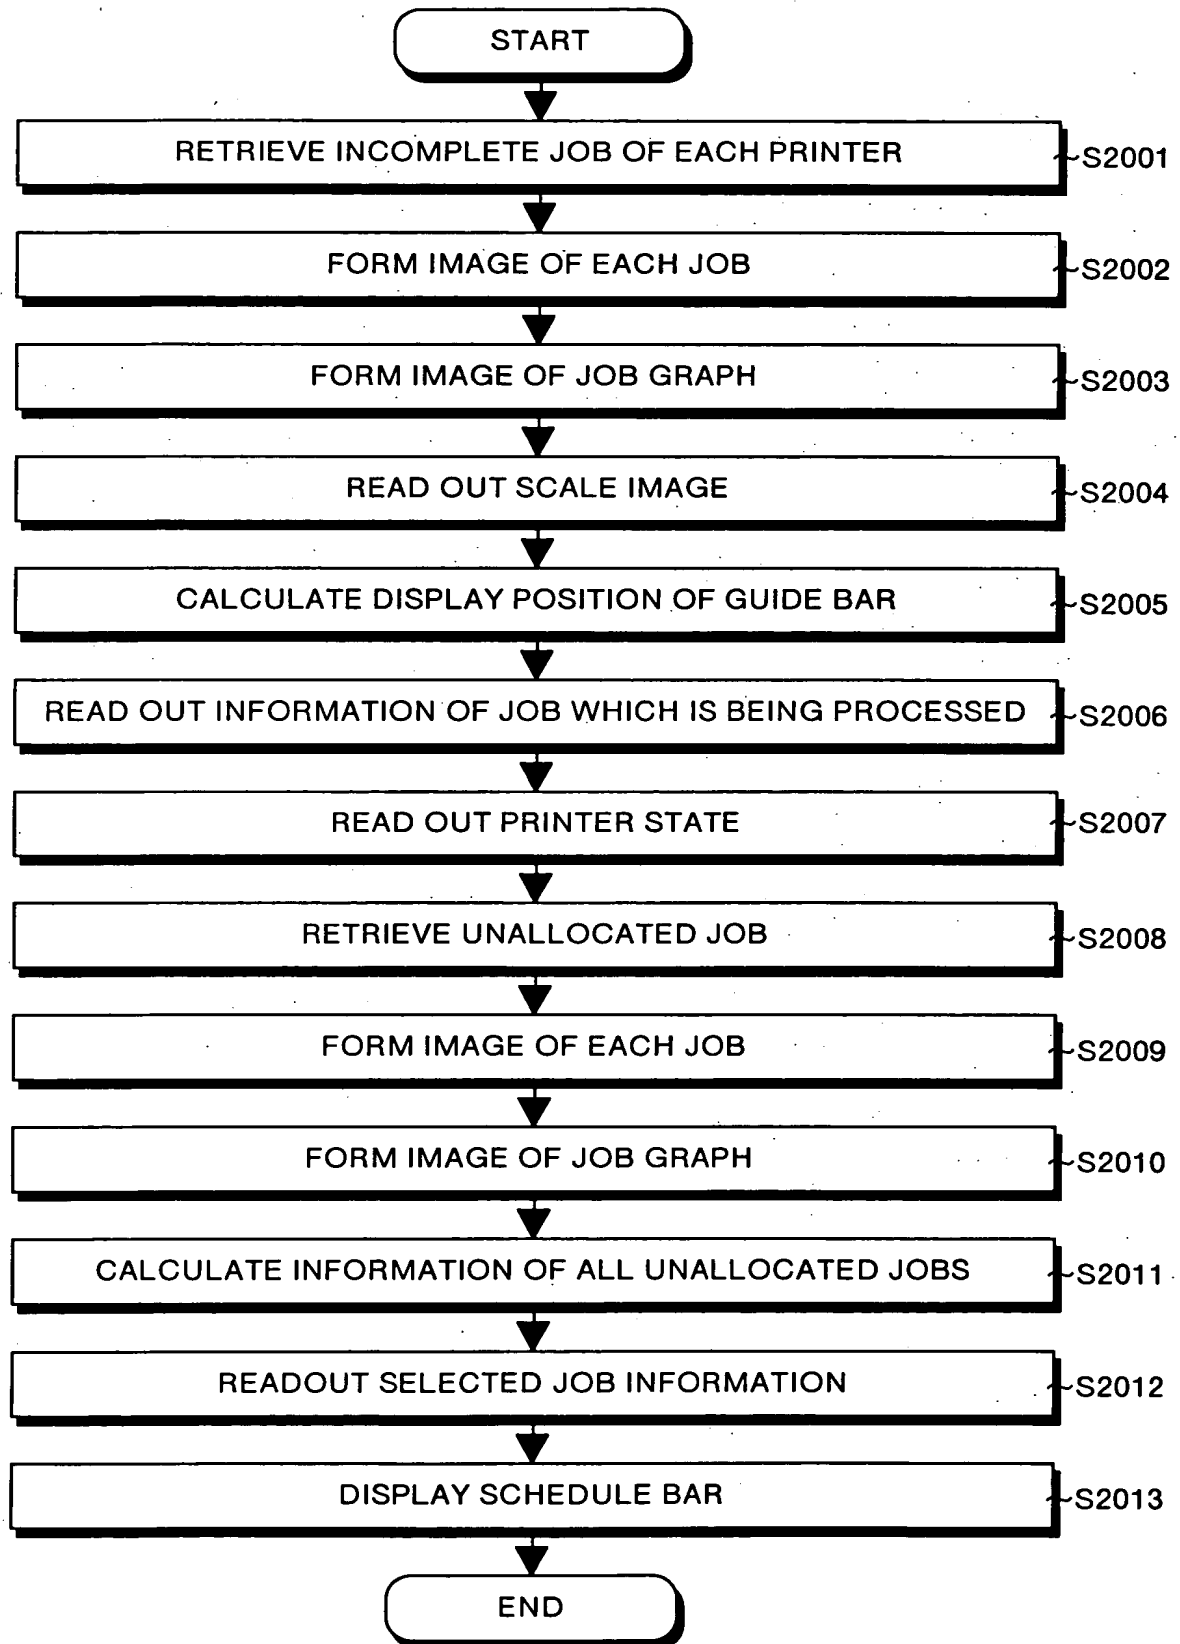 START
RETRIEVE INCOMPLETE JOB OF EACH PRINTER S2001
FORM IMAGE OF EACH JOB S2002
FORM IMAGE OF JOB GRAPH S2003
READ OUT SCALE IMAGE S2004
CALCULATE DISPLAY POSITION OF GUIDE BAR S2005
READ OUT INFORMATION OF JOB WHICH IS BEING PROCESSED S2006
READ OUT PRINTER STATE S2007
RETRIEVE UNALLOCATED JOB S2008
FORM IMAGE OF EACH JOB S2009
FORM IMAGE OF JOB GRAPH S2010
CALCULATE INFORMATION OF ALL UNALLOCATED JOBS S2011
READOUT SELECTED JOB INFORMATION S2012
DISPLAY SCHEDULE BAR S2013
END